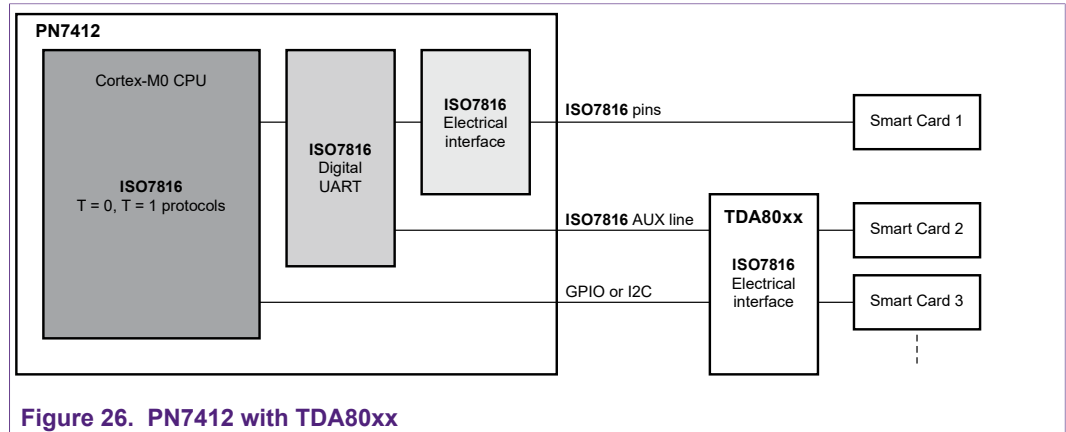 PN7412
Cortex-M0 CPU
ISO7816
T = 0, T = 1 protocols
ISO7816
Digital
UART
ISO7816
Electrical
interface
ISO7816 pins
Smart Card 1
ISO7816 AUX line
TDA80xx
ISO7816
Electrical
interface
Smart Card 2
GPIO or I2C
Smart Card 3
Figure 26. PN7412 with TDA80xx